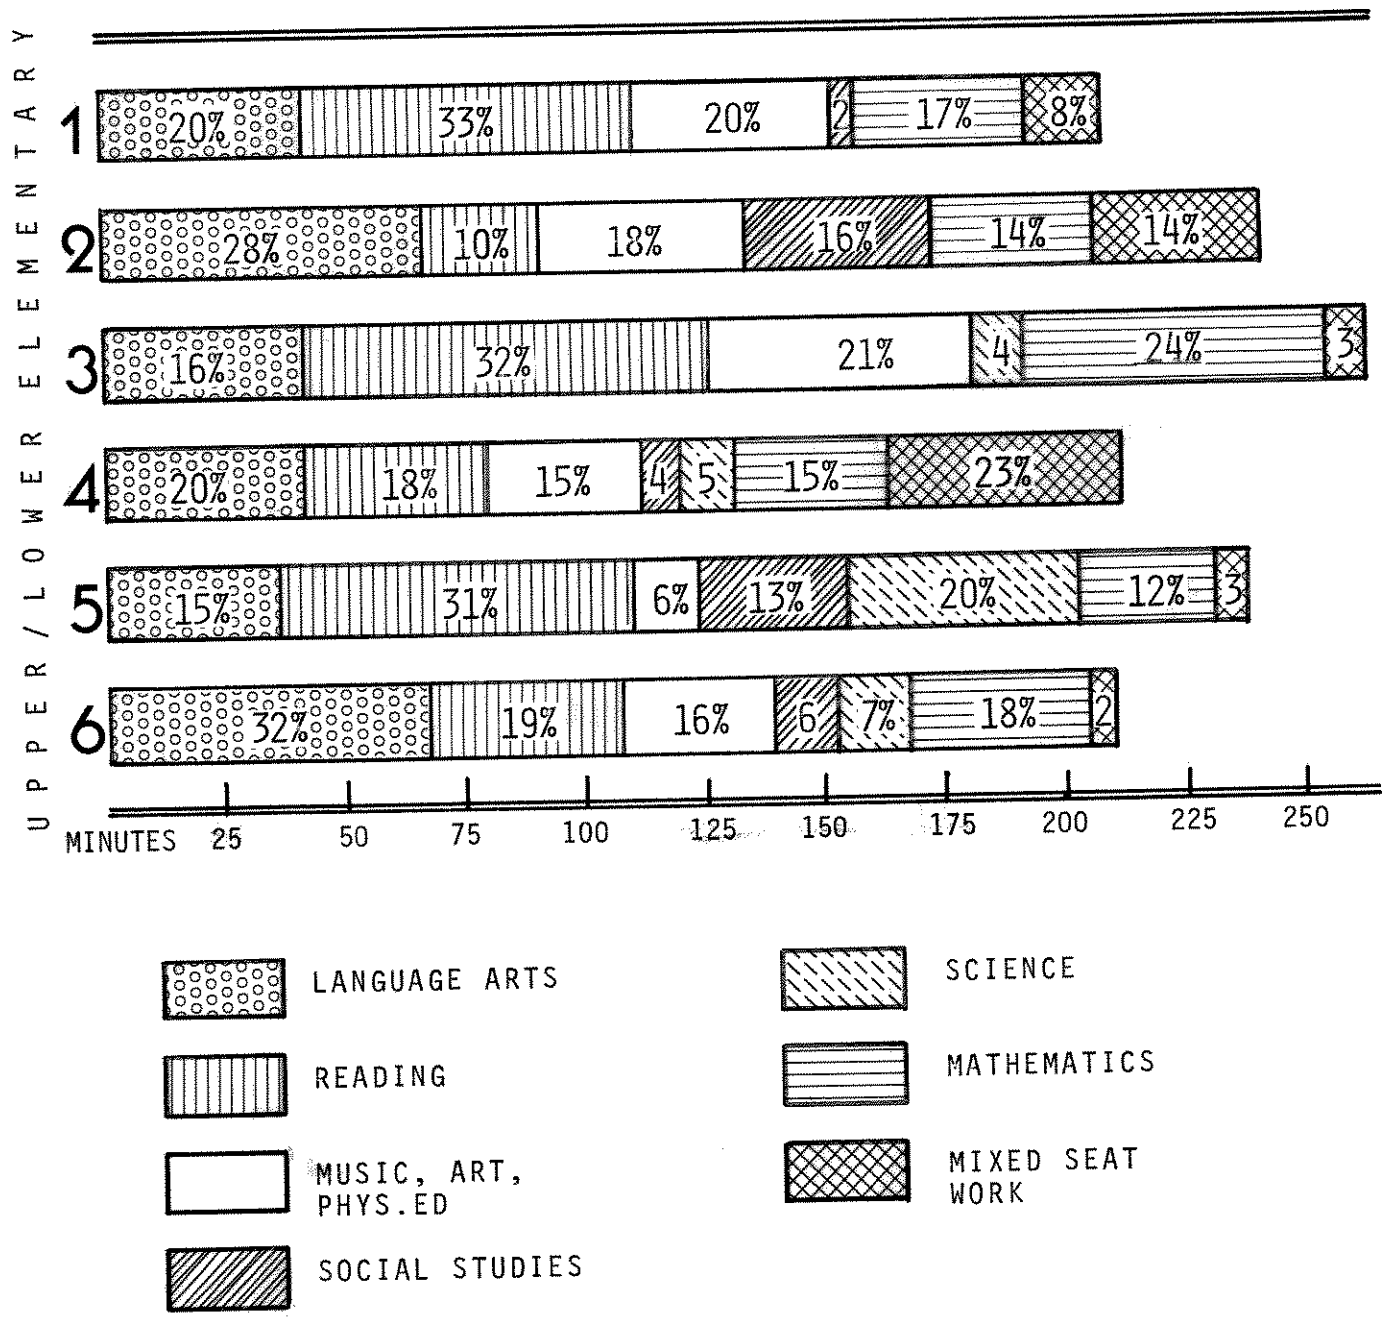 UPPER/LOWER ELEMENTARY
1 20% 33% 20% 2 17% 8%
2 28% 10% 18% 16% 14% 14%
3 16% 32% 21% 4 24% 3
4 20% 18% 15% 4 5 15% 23%
5 15% 31% 6% 13% 20% 12% 3
6 32% 19% 16% 6 7% 18% 2
MINUTES 25 50 75 100 125 150 175 200 225 250
LANGUAGE ARTS
READING
MUSIC, ART,
PHYS.ED
SOCIAL STUDIES
SCIENCE
MATHEMATICS
MIXED SEAT
WORK